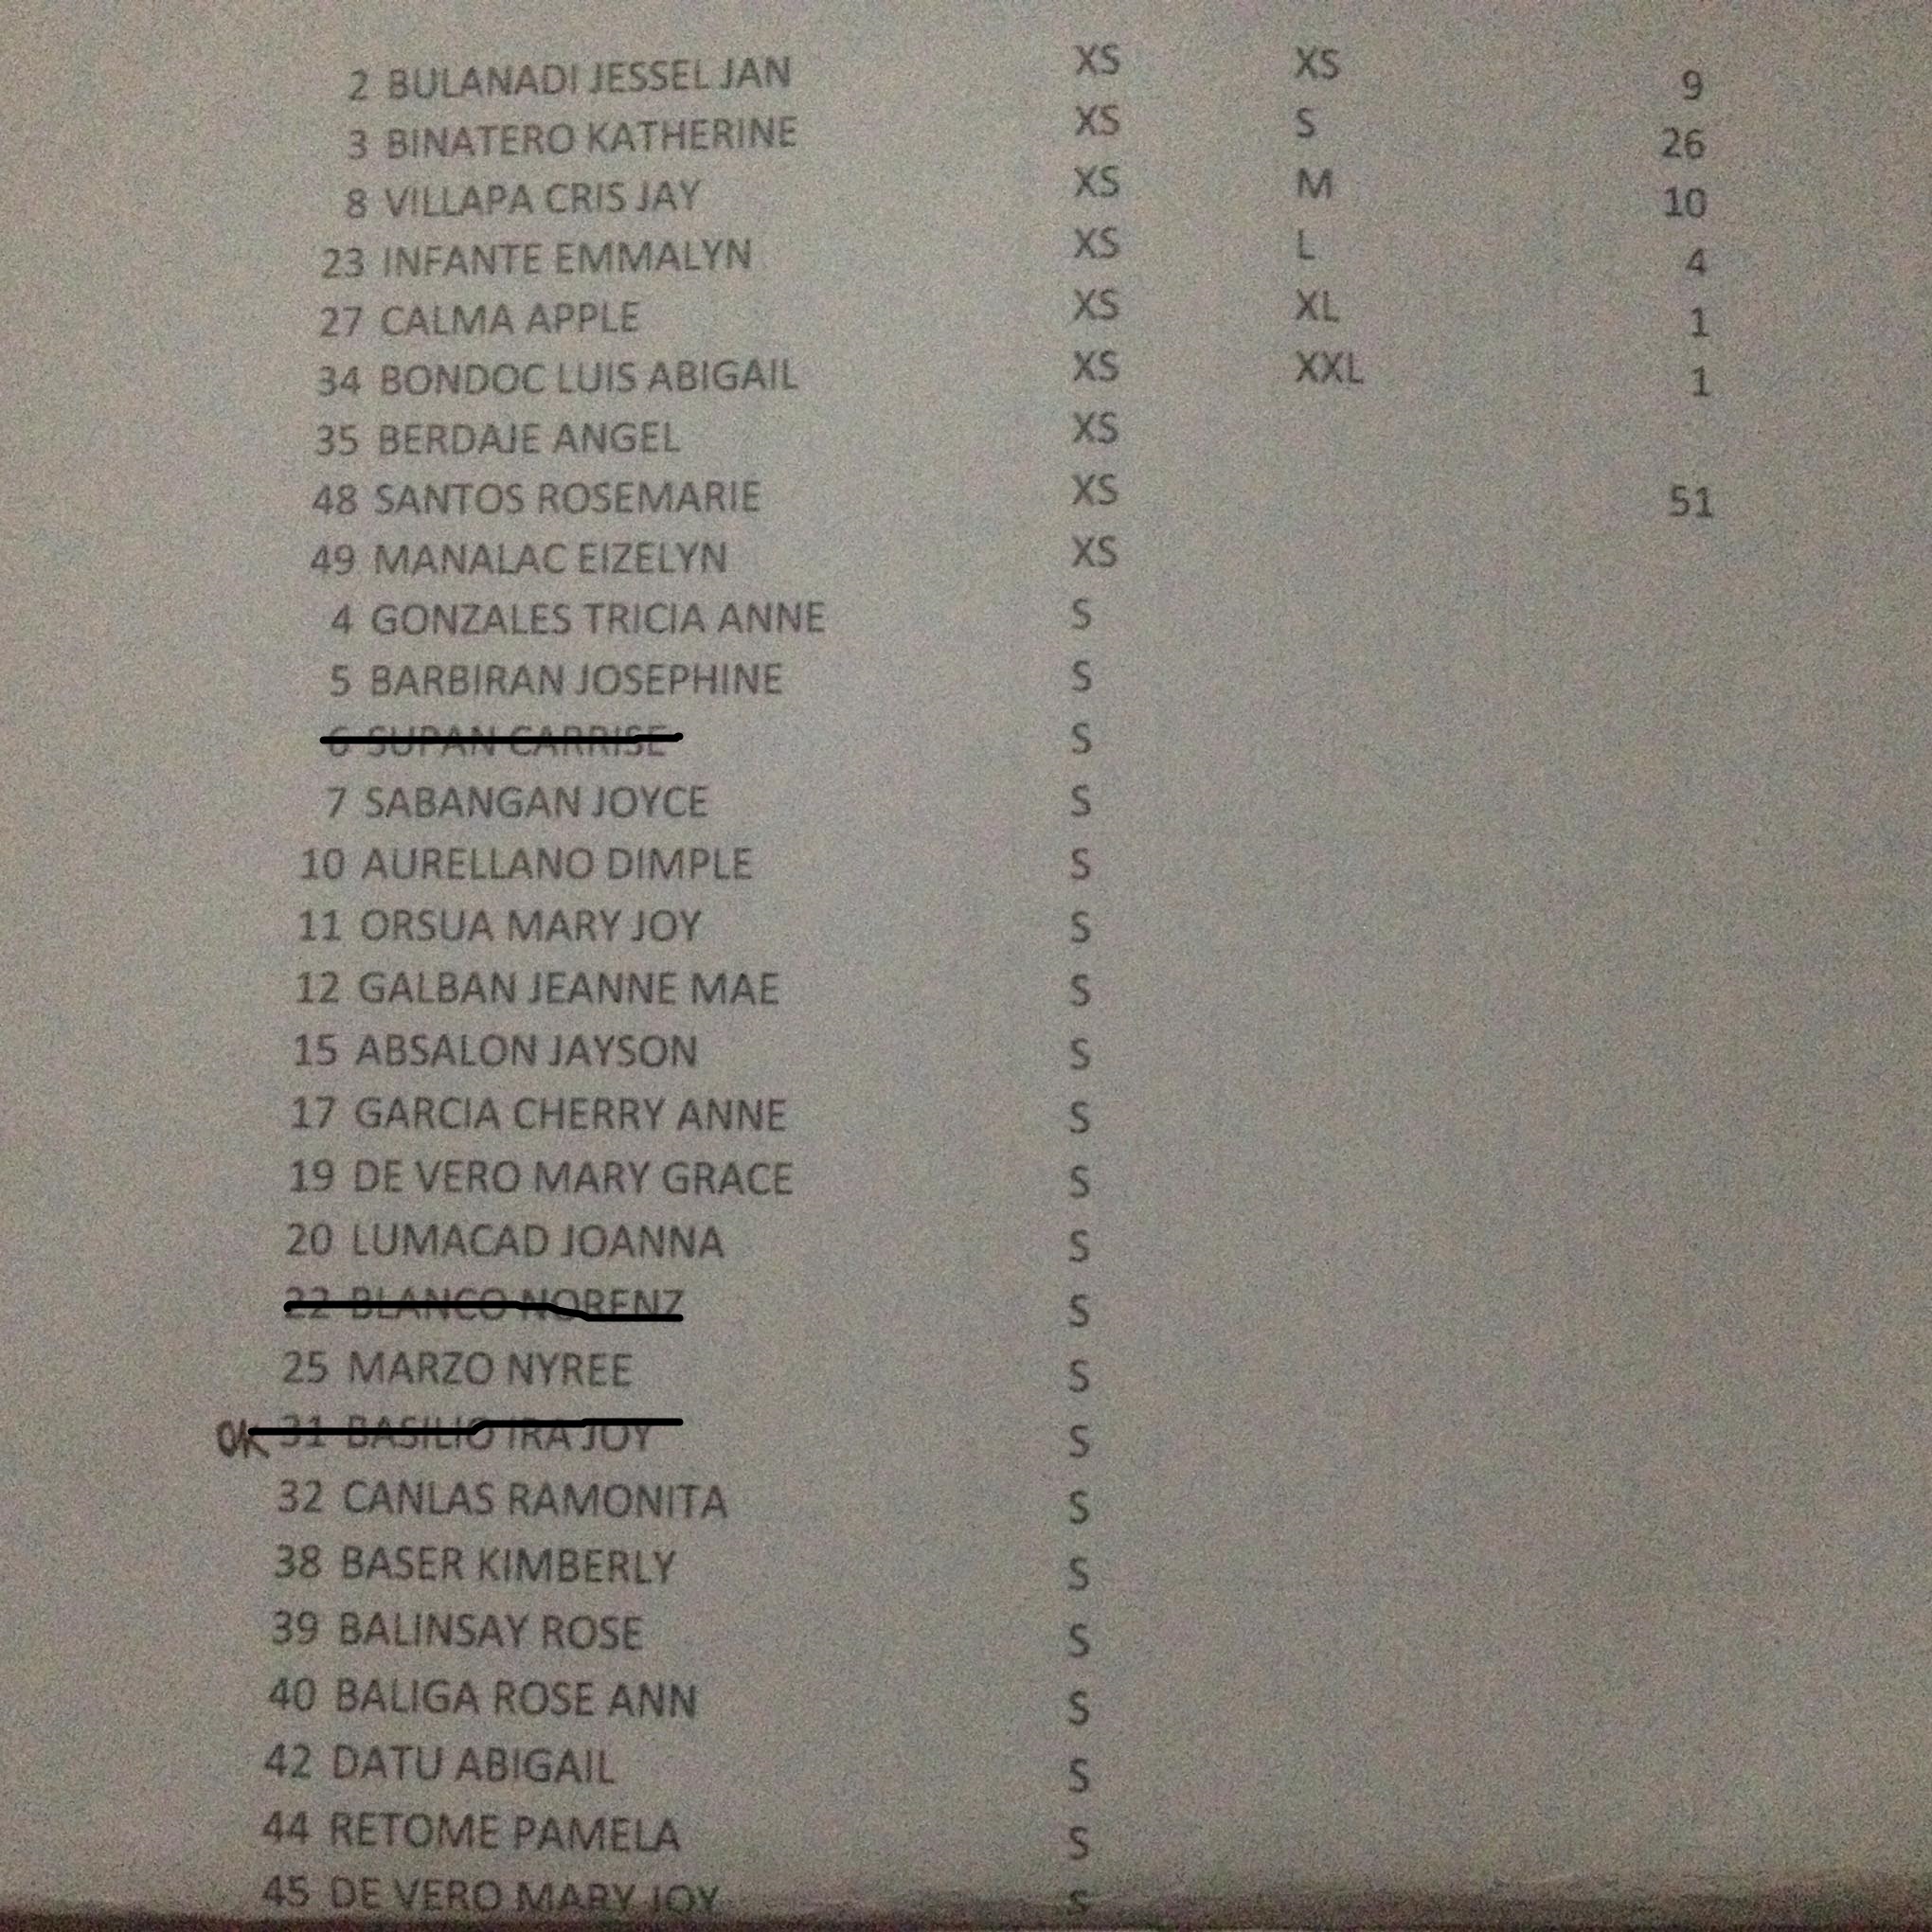 2 BULANADI JESSEL JAN XS XS 9
3 BINATERO KATHERINE XS S 26
8 VILLAPA CRIS JAY XS M 10
23 INFANTE EMMALYN XS L 4
27 CALMA APPLE XS XL 1
34 BONDOC LUIS ABIGAIL XS XXL 1
35 BERDAJE ANGEL XS
48 SANTOS ROSEMARIE XS 51
49 MANALAC EIZELYN XS
4 GONZALES TRICIA ANNE S
5 BARBIRAN JOSEPHINE S
6 SUPAN CARRISE S
7 SABANGAN JOYCE S
10 AURELLANO DIMPLE S
11 ORSUA MARY JOY S
12 GALBAN JEANNE MAE S
15 ABSALON JAYSON S
17 GARCIA CHERRY ANNE S
19 DE VERO MARY GRACE S
20 LUMACAD JOANNA S
22 BLANCO NORENZ S
25 MARZO NYREE S
OK 31 BASILIO IRA JOY S
32 CANLAS RAMONITA S
38 BASER KIMBERLY S
39 BALINSAY ROSE S
40 BALIGA ROSE ANN S
42 DATU ABIGAIL S
44 RETOME PAMELA S
45 DE VERO MARY JOY S